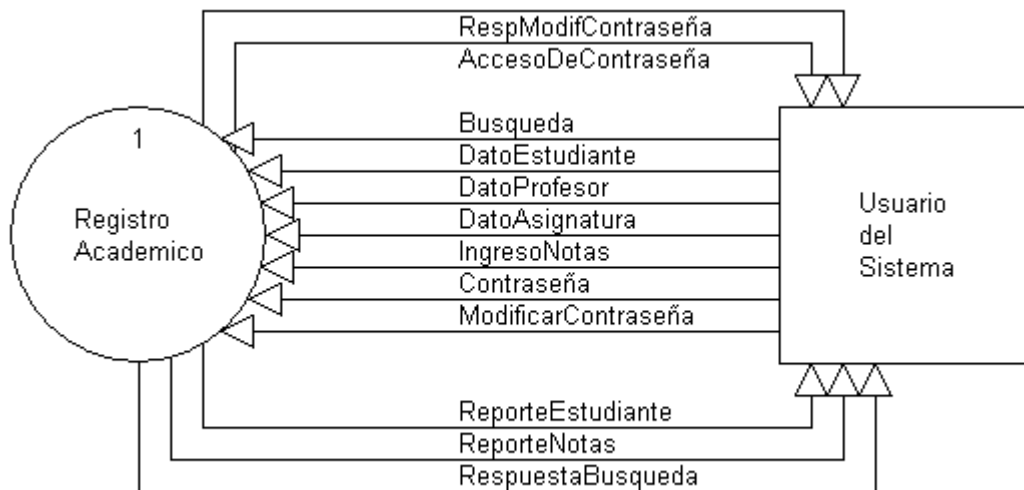 RespModifContraseña
AccesoDeContraseña
1
Registro
Academico
Busqueda
DatoEstudiante
DatoProfesor
DatoAsignatura
IngresoNotas
Contraseña
ModificarContraseña
Usuario
del
Sistema
ReporteEstudiante
ReporteNotas
RespuestaBusqueda